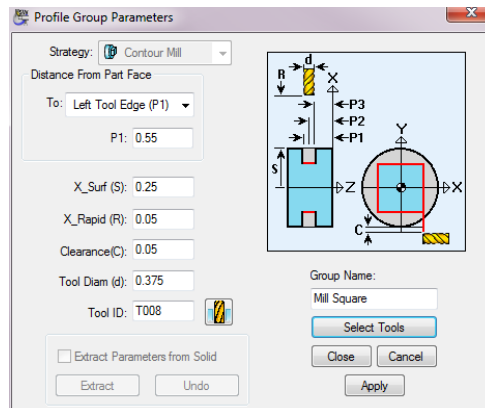 Profile Group Parameters
Strategy: Contour Mill
Distance From Part Face
To: Left Tool Edge (P1)
P1: 0.55
X_Surf (S): 0.25
X_Rapid (R): 0.05
Clearance(C): 0.05
Tool Diam (d): 0.375
Tool ID: T008
Extract Parameters from Solid
Extract Undo
d
R X
P3
P2
P1
Y
S
Z X
C
Group Name:
Mill Square
Select Tools
Close Cancel
Apply